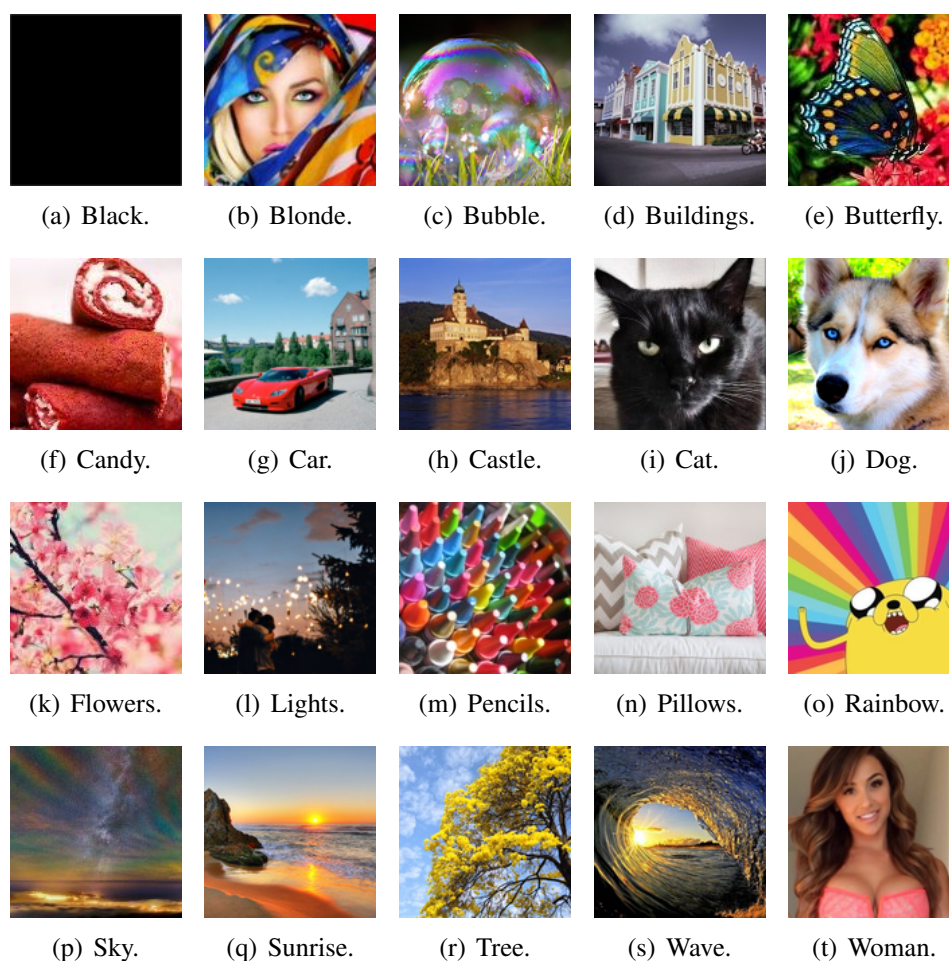 (a) Black.
(b) Blonde.
(c) Bubble.
(d) Buildings.
(e) Butterfly.
(f) Candy.
(g) Car.
(h) Castle.
(i) Cat.
(j) Dog.
(k) Flowers.
(l) Lights.
(m) Pencils.
(n) Pillows.
(o) Rainbow.
(p) Sky.
(q) Sunrise.
(r) Tree.
(s) Wave.
(t) Woman.